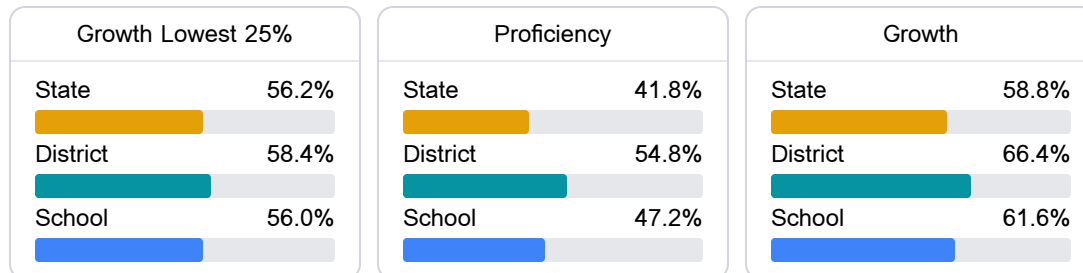 Growth Lowest 25%
State 56.2%
District 58.4%
School 56.0%
Proficiency
State 41.8%
District 54.8%
School 47.2%
Growth
State 58.8%
District 66.4%
School 61.6%